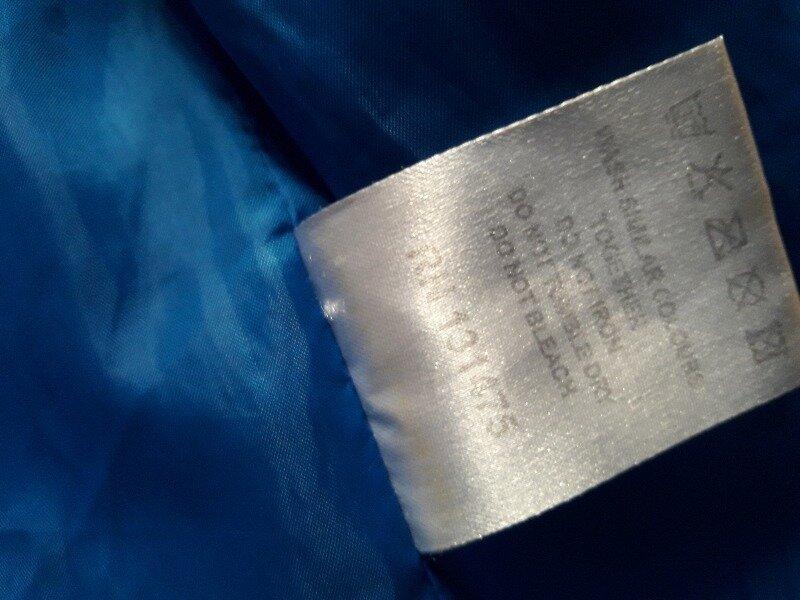 WASH SIMILAR COLOURS
TOGETHER
DO NOT IRON
DO NOT TUMBLE DRY
DO NOT BLEACH